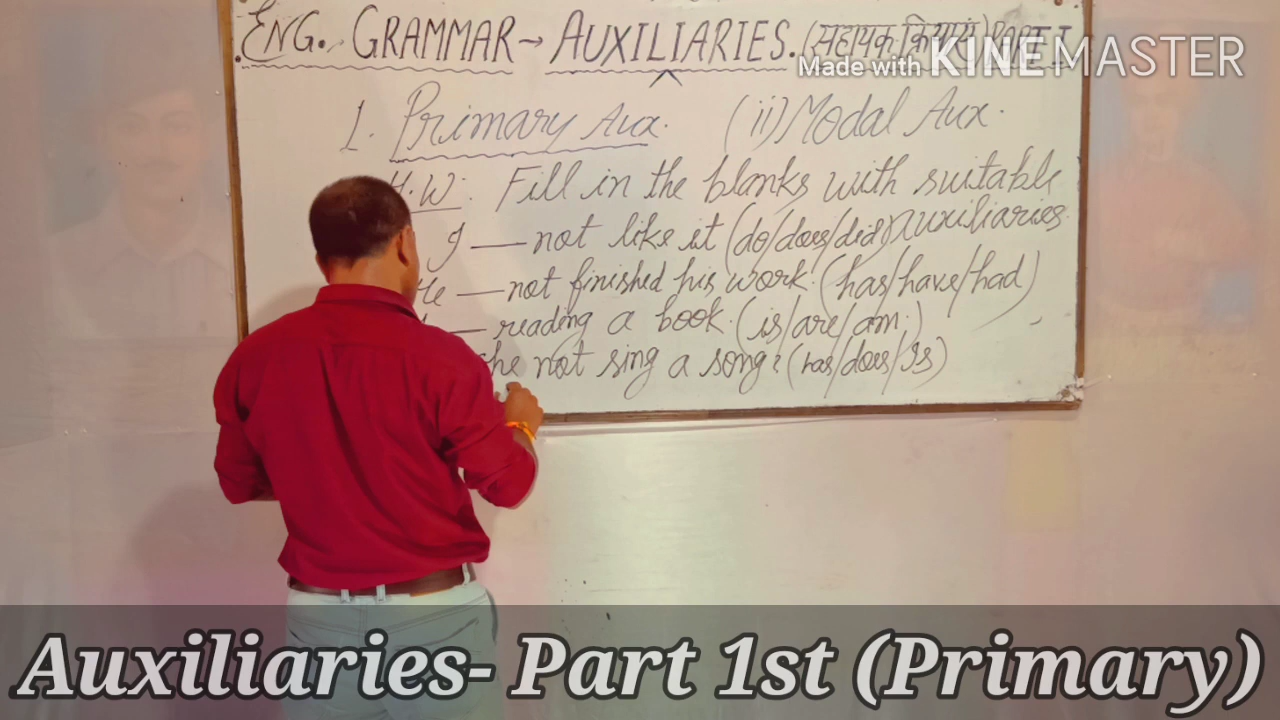 ENG. GRAMMAR → AUXILIARIES. (सहायक क्रियाएं) PART I
Made with KINEMASTER
1. Primary Aux. (ii) Modal Aux.
H.W: Fill in the blanks with suitable auxiliaries.
I — not like it (do/does/did)
He — not finished his work. (has/have/had)
— reading a book. (is/are/am.)
she not sing a song? (has/does/Is)
Auxiliaries- Part 1st (Primary)